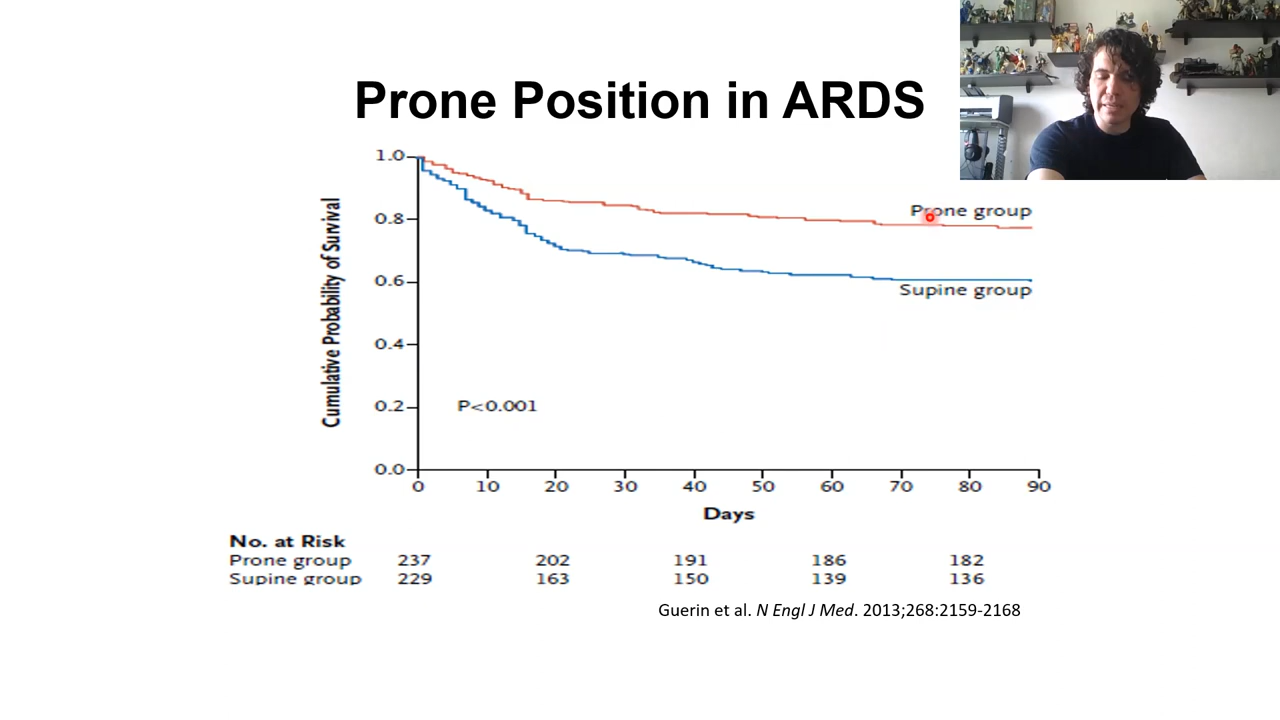 Prone Position in ARDS
1.0
0.8
0.6
0.4
0.2
0.0
Cumulative Probability of Survival
Prone group
Supine group
P<0.001
0 10 20 30 40 50 60 70 80 90
Days
No. at Risk
Prone group 237 202 191 186 182
Supine group 229 163 150 139 136
Guerin et al. N Engl J Med. 2013;268:2159-2168